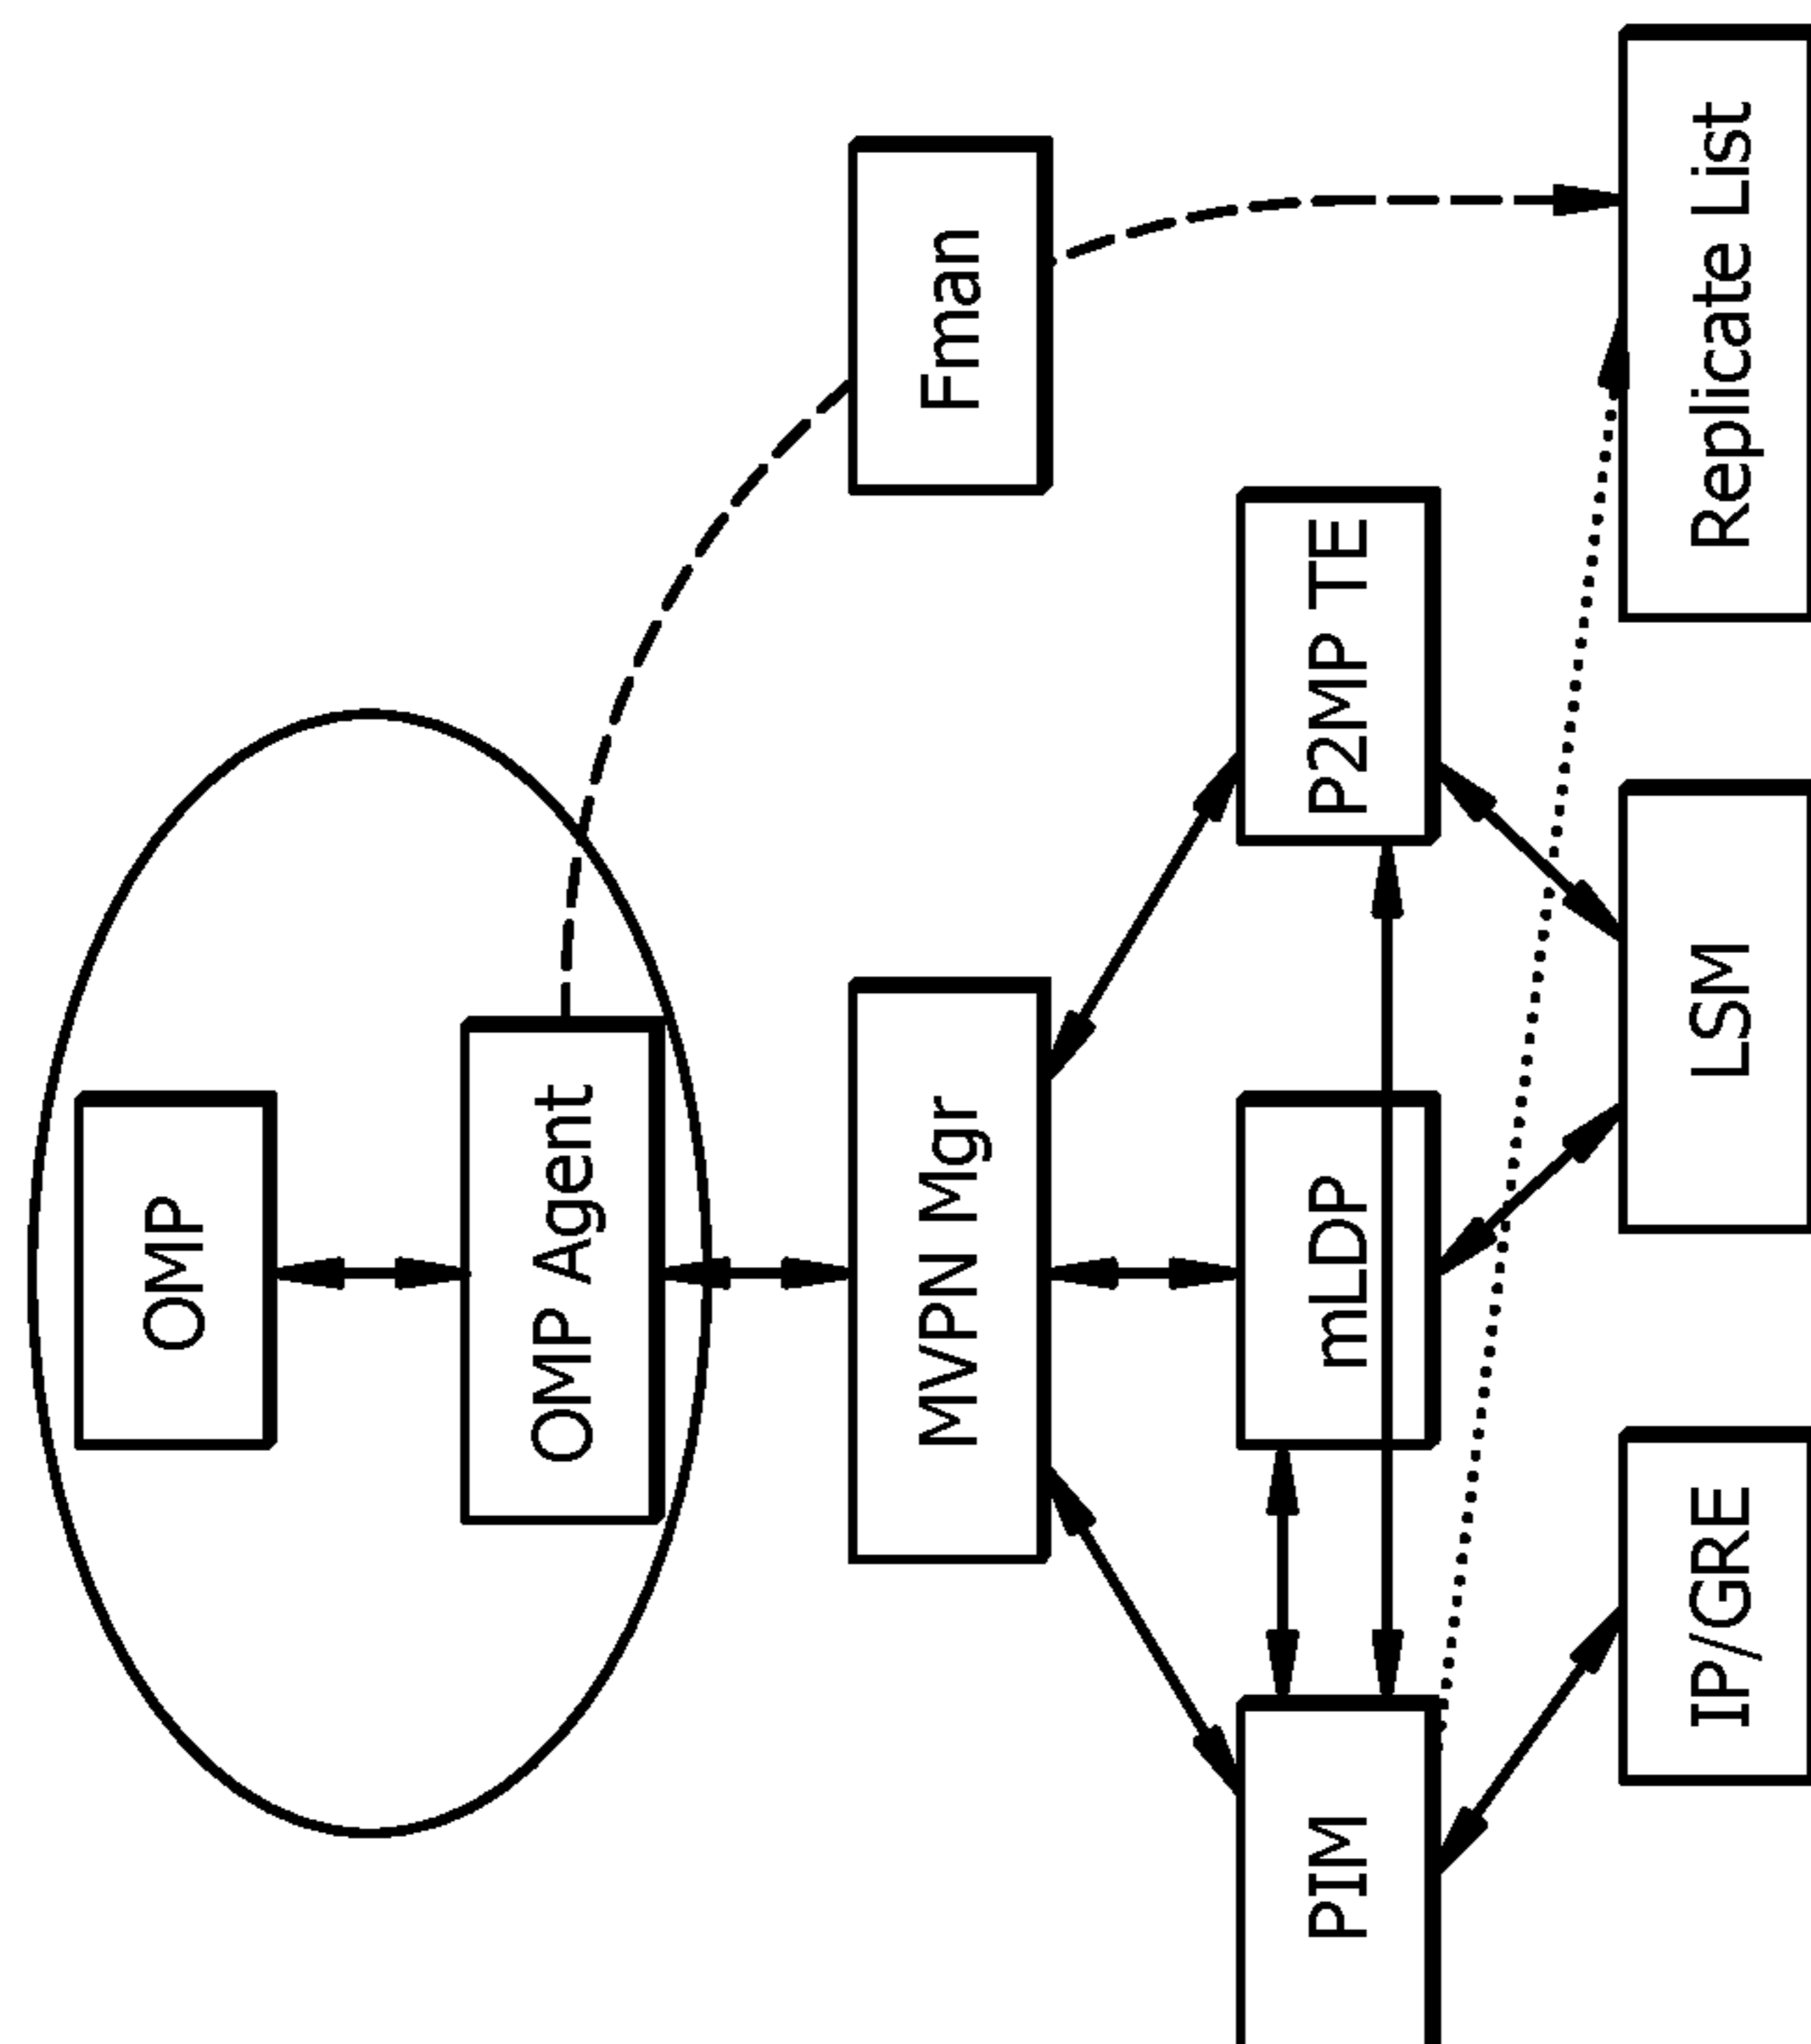 OMP
OMP Agent
MVPN Mgr
Fman
PIM
mLDP
P2MP TE
IP/GRE
LSM
Replicate List